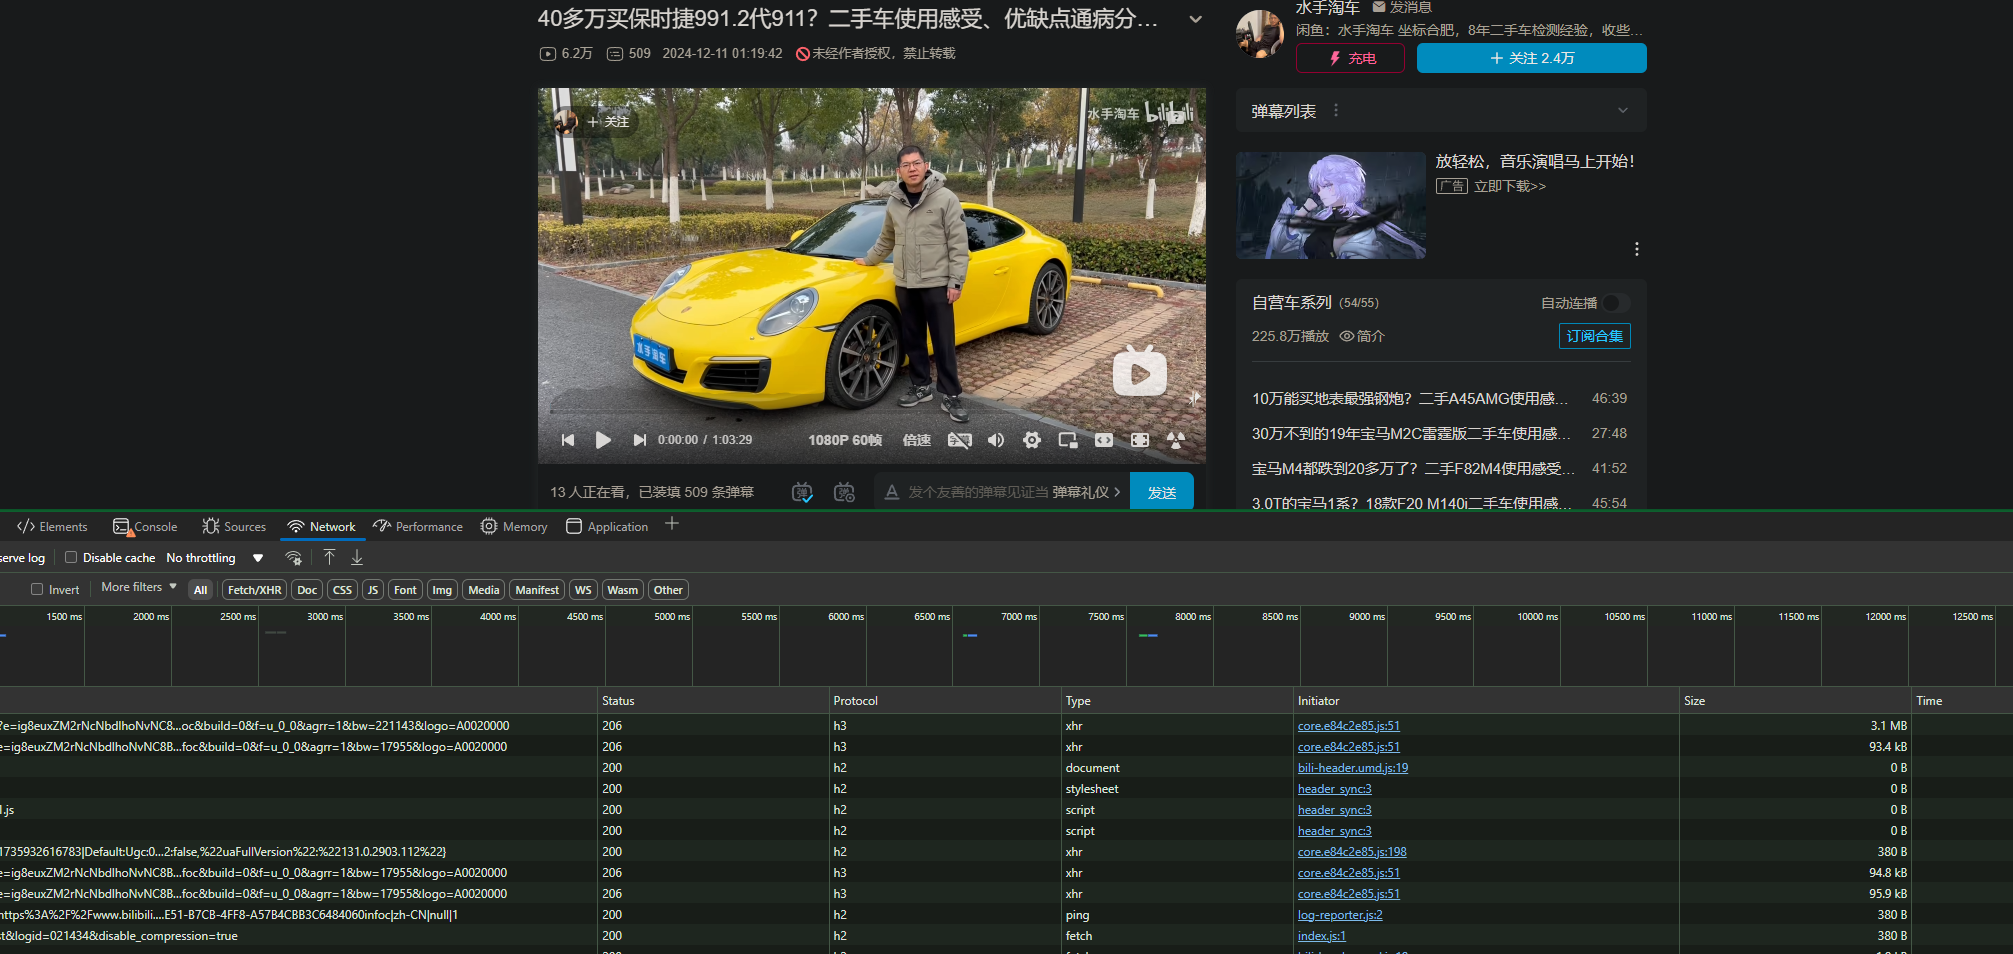 40多万买保时捷991.2代911？二手车使用感受、优缺点通病分…
6.2万 509 2024-12-11 01:19:42 未经作者授权，禁止转载
水手淘车 发消息
闲鱼：水手淘车 坐标合肥，8年二手车检测经验，收些…
充电
+ 关注 2.4万
+ 关注
水手淘车 bilibili
水手淘车
0:00:00 / 1:03:29 1080P 60帧 倍速
13 人正在看，已装填 509 条弹幕
发个友善的弹幕见证当 弹幕礼仪 > 发送
弹幕列表
放轻松，音乐演唱马上开始！
广告 立即下载>>
自营车系列 (54/55) 自动连播
225.8万播放 简介 订阅合集
10万能买地表最强钢炮？二手A45AMG使用感… 46:39
30万不到的19年宝马M2C雷霆版二手车使用感… 27:48
宝马M4都跌到20多万了？二手F82M4使用感受… 41:52
3.0T的宝马1系？18款F20 M140i二手车使用感… 45:54
Elements Console Sources Network Performance Memory Application
serve log Disable cache No throttling
Invert More filters All Fetch/XHR Doc CSS JS Font Img Media Manifest WS Wasm Other
1500 ms 2000 ms 2500 ms 3000 ms 3500 ms 4000 ms 4500 ms 5000 ms 5500 ms 6000 ms 6500 ms 7000 ms 7500 ms 8000 ms 8500 ms 9000 ms 9500 ms 10000 ms 10500 ms 11000 ms 11500 ms 12000 ms 12500 ms
Status Protocol Type Initiator Size Time
?e=ig8euxZM2rNcNbdlhoNvNC8...oc&build=0&f=u_0_0&agrr=1&bw=221143&logo=A0020000 206 h3 xhr core.e84c2e85.js:51 3.1 MB
e=ig8euxZM2rNcNbdlhoNvNC8B...foc&build=0&f=u_0_0&agrr=1&bw=17955&logo=A0020000 206 h3 xhr core.e84c2e85.js:51 93.4 kB
200 h2 document bili-header.umd.js:19 0 B
200 h2 stylesheet header_sync:3 0 B
l.js 200 h2 script header_sync:3 0 B
200 h2 script header_sync:3 0 B
1735932616783|Default:Ugc:0...2:false,%22uaFullVersion%22:%22131.0.2903.112%22} 200 h2 xhr core.e84c2e85.js:198 380 B
e=ig8euxZM2rNcNbdlhoNvNC8B...foc&build=0&f=u_0_0&agrr=1&bw=17955&logo=A0020000 206 h3 xhr core.e84c2e85.js:51 94.8 kB
e=ig8euxZM2rNcNbdlhoNvNC8B...foc&build=0&f=u_0_0&agrr=1&bw=17955&logo=A0020000 206 h3 xhr core.e84c2e85.js:51 95.9 kB
https%3A%2F%2Fwww.bilibili....E51-B7CB-4FF8-A57B4CBB3C6484060infoc|zh-CN|null|1 200 h2 ping log-reporter.js:2 380 B
st&logid=021434&disable_compression=true 200 h2 fetch index.js:1 380 B